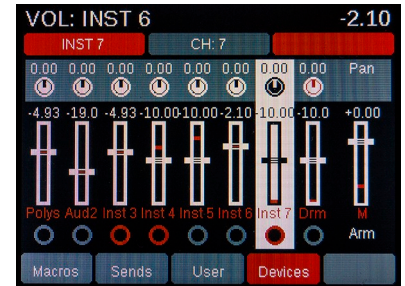 VOL: INST 6 -2.10
INST 7 CH: 7
0.00 0.00 0.00 0.00 0.00 0.00 0.00 0.00 Pan
-4.93 -19.0 -4.93 -10.00 -10.00 -2.10 -10.00 -10.0 +0.00
Polys Aud2 Inst 3 Inst 4 Inst 5 Inst 6 Inst 7 Drm M
Arm
Macros Sends User Devices